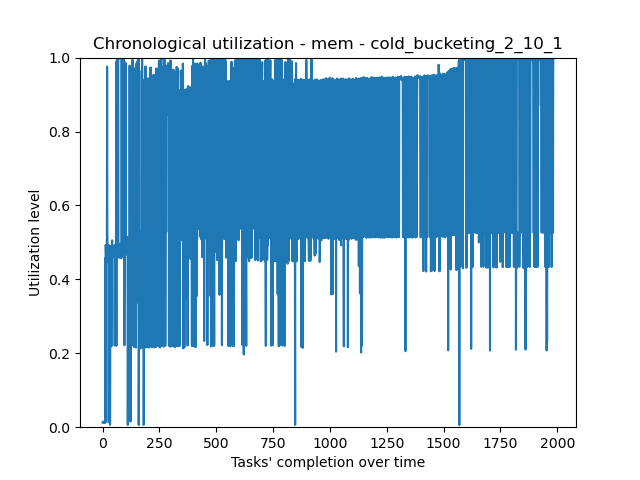 Chronological utilization - mem - cold_bucketing_2_10_1
1.0
0.8
0.6
0.4
0.2
0.0
Utilization level
0 250 500 750 1000 1250 1500 1750 2000
Tasks' completion over time